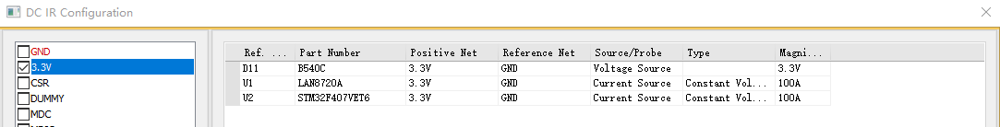 DC IR Configuration
GND
3.3V
CSR
DUMMY
MDC
Ref. ... Part Number Positive Net Reference Net Source/Probe Type Magni...
D11 B540C 3.3V GND Voltage Source 3.3V
U1 LAN8720A 3.3V GND Current Source Constant Vol... 100A
U2 STM32F407VET6 3.3V GND Current Source Constant Vol... 100A